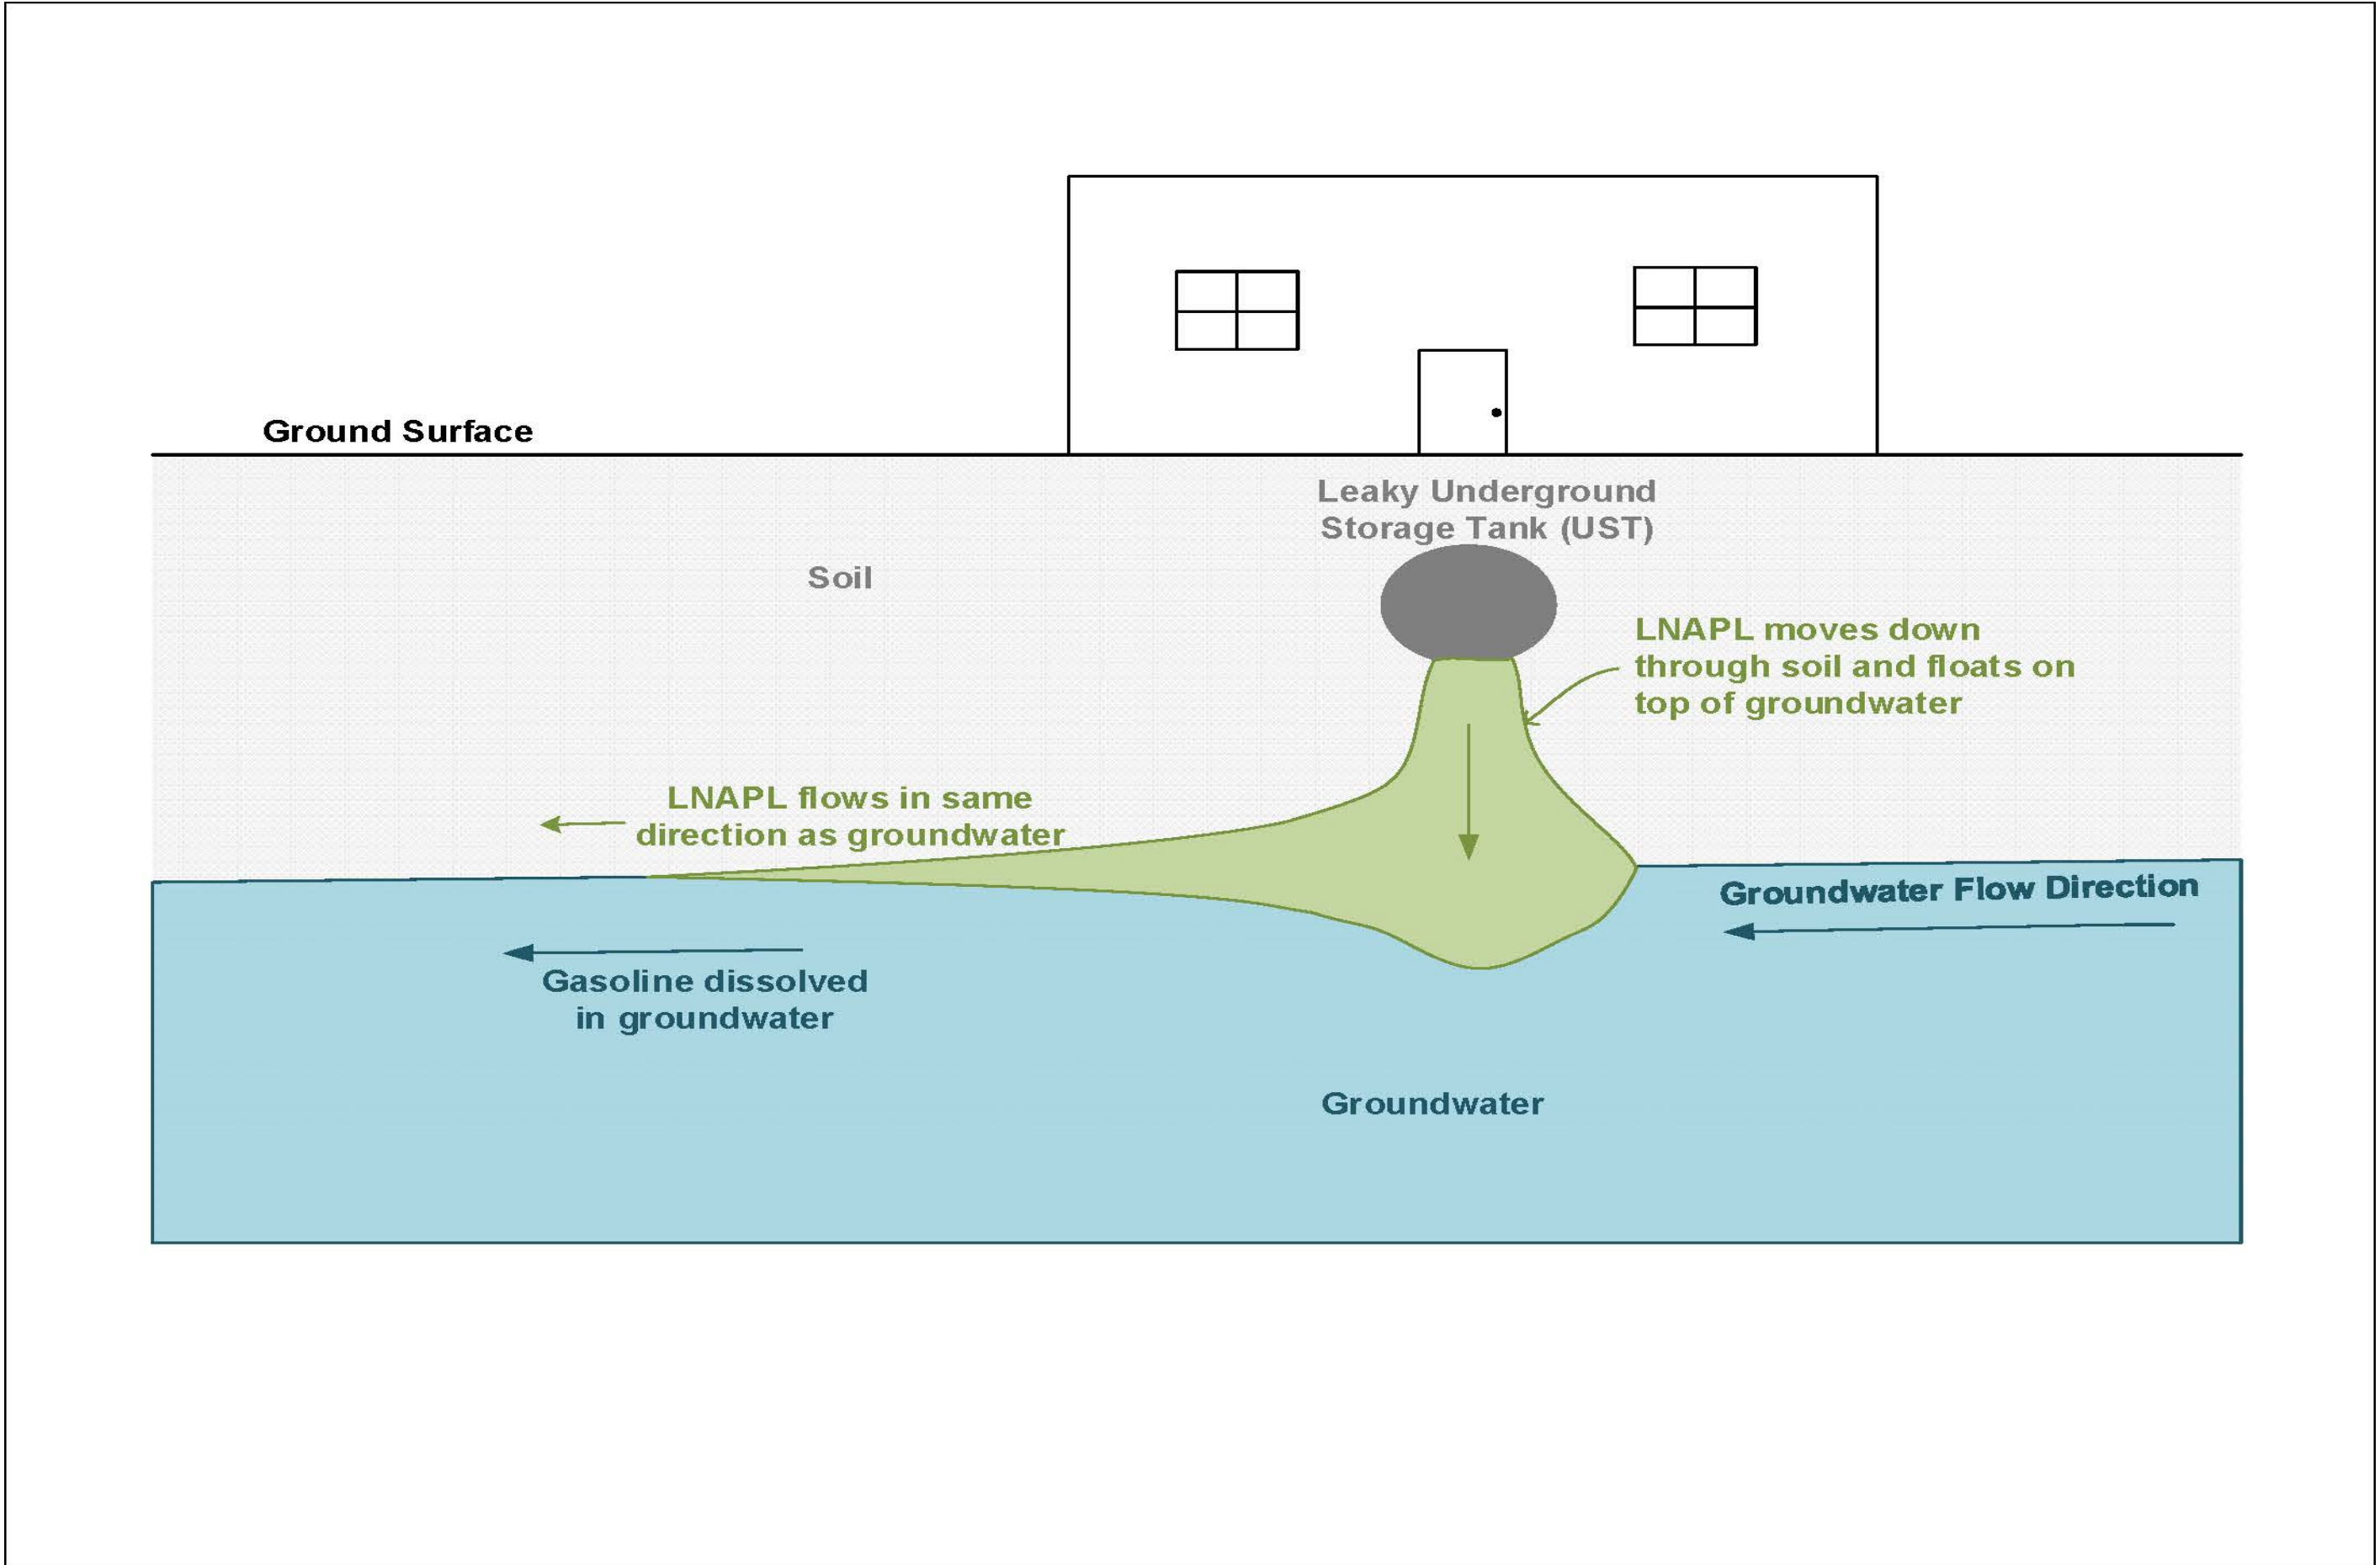 Ground Surface
Leaky Underground
Storage Tank (UST)
Soil
LNAPL moves down
through soil and floats on
top of groundwater
LNAPL flows in same
direction as groundwater
Groundwater Flow Direction
Gasoline dissolved
in groundwater
Groundwater